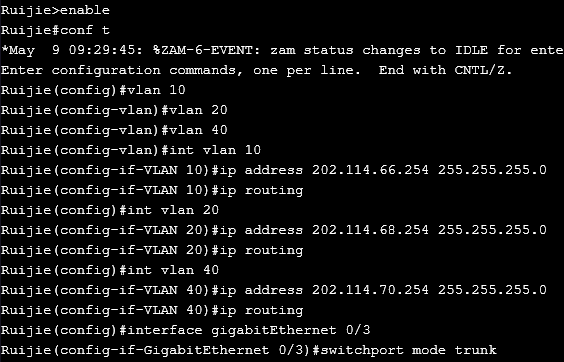 Ruijie>enable
Ruijie#conf t
*May  9 09:29:45: %ZAM-6-EVENT: zam status changes to IDLE for ente
Enter configuration commands, one per line.  End with CNTL/Z.
Ruijie(config)#vlan 10
Ruijie(config-vlan)#vlan 20
Ruijie(config-vlan)#vlan 40
Ruijie(config-vlan)#int vlan 10
Ruijie(config-if-VLAN 10)#ip address 202.114.66.254 255.255.255.0
Ruijie(config-if-VLAN 10)#ip routing
Ruijie(config)#int vlan 20
Ruijie(config-if-VLAN 20)#ip address 202.114.68.254 255.255.255.0
Ruijie(config-if-VLAN 20)#ip routing
Ruijie(config)#int vlan 40
Ruijie(config-if-VLAN 40)#ip address 202.114.70.254 255.255.255.0
Ruijie(config-if-VLAN 40)#ip routing
Ruijie(config)#interface gigabitEthernet 0/3
Ruijie(config-if-GigabitEthernet 0/3)#switchport mode trunk